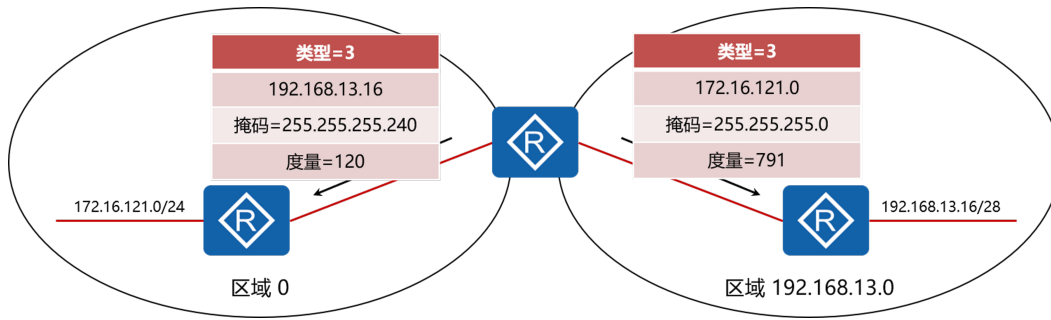 类型=3
192.168.13.16
掩码=255.255.255.240
度量=120
类型=3
172.16.121.0
掩码=255.255.255.0
度量=791
R
172.16.121.0/24
R
R
192.168.13.16/28
区域 0
区域 192.168.13.0